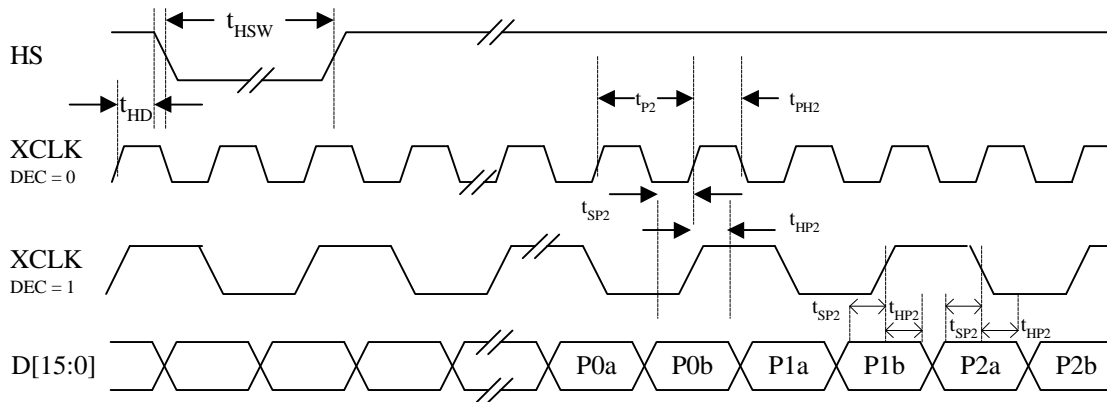 t_HSW
HS
t_HD
t_P2
t_PH2
XCLK
DEC = 0
t_SP2
t_HP2
XCLK
DEC = 1
t_SP2 t_HP2 t_SP2 t_HP2
D[15:0] P0a P0b P1a P1b P2a P2b